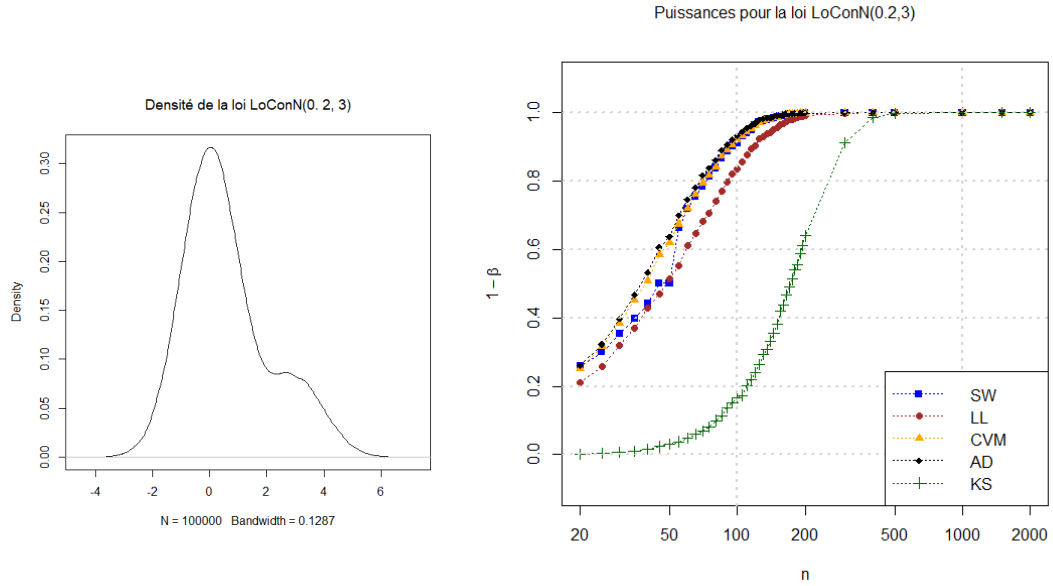 Densité de la loi LoConN(0. 2, 3)
Density
0.00 0.05 0.10 0.15 0.20 0.25 0.30
-4 -2 0 2 4 6
N = 100000 Bandwidth = 0.1287
Puissances pour la loi LoConN(0.2,3)
1 − β
0.0 0.2 0.4 0.6 0.8 1.0
SW
LL
CVM
AD
KS
20 50 100 200 500 1000 2000
n